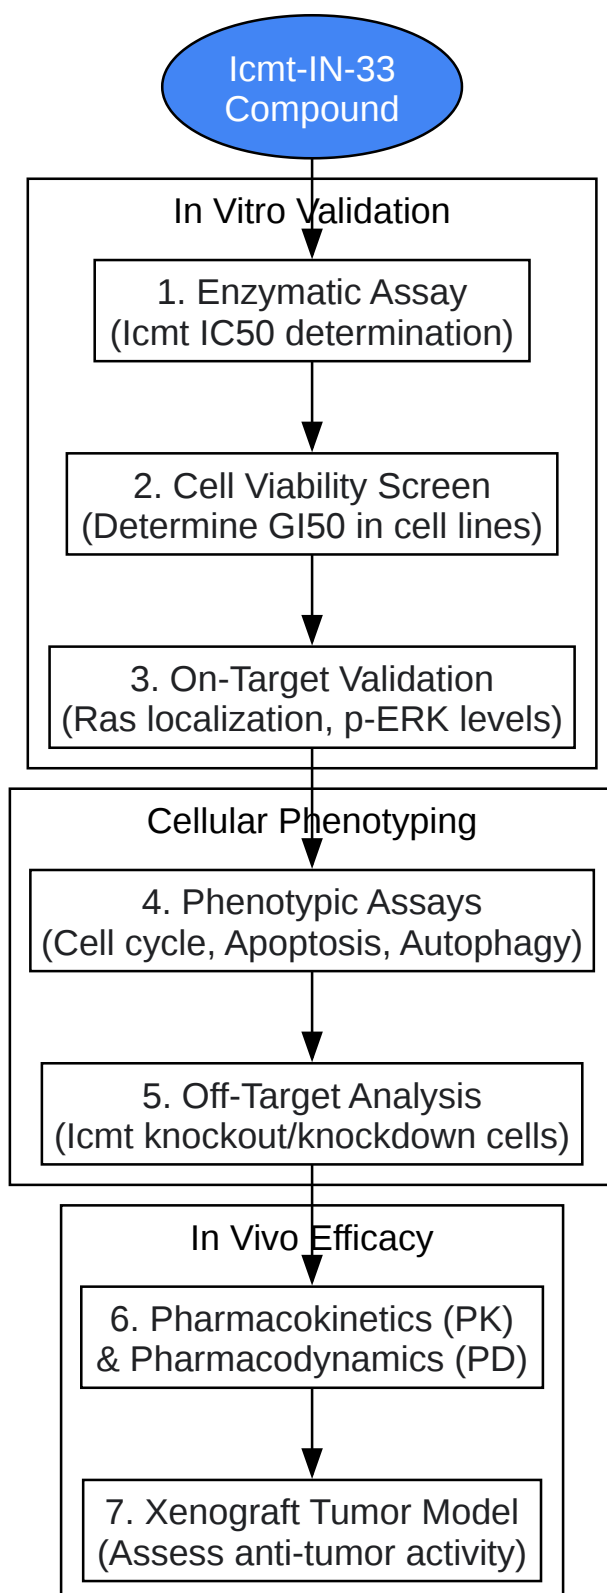 Icmt-IN-33
Compound
In Vitro Validation
1. Enzymatic Assay
(Icmt IC50 determination)
2. Cell Viability Screen
(Determine GI50 in cell lines)
3. On-Target Validation
(Ras localization, p-ERK levels)
Cellular Phenotyping
4. Phenotypic Assays
(Cell cycle, Apoptosis, Autophagy)
5. Off-Target Analysis
(Icmt knockout/knockdown cells)
In Vivo Efficacy
6. Pharmacokinetics (PK)
& Pharmacodynamics (PD)
7. Xenograft Tumor Model
(Assess anti-tumor activity)